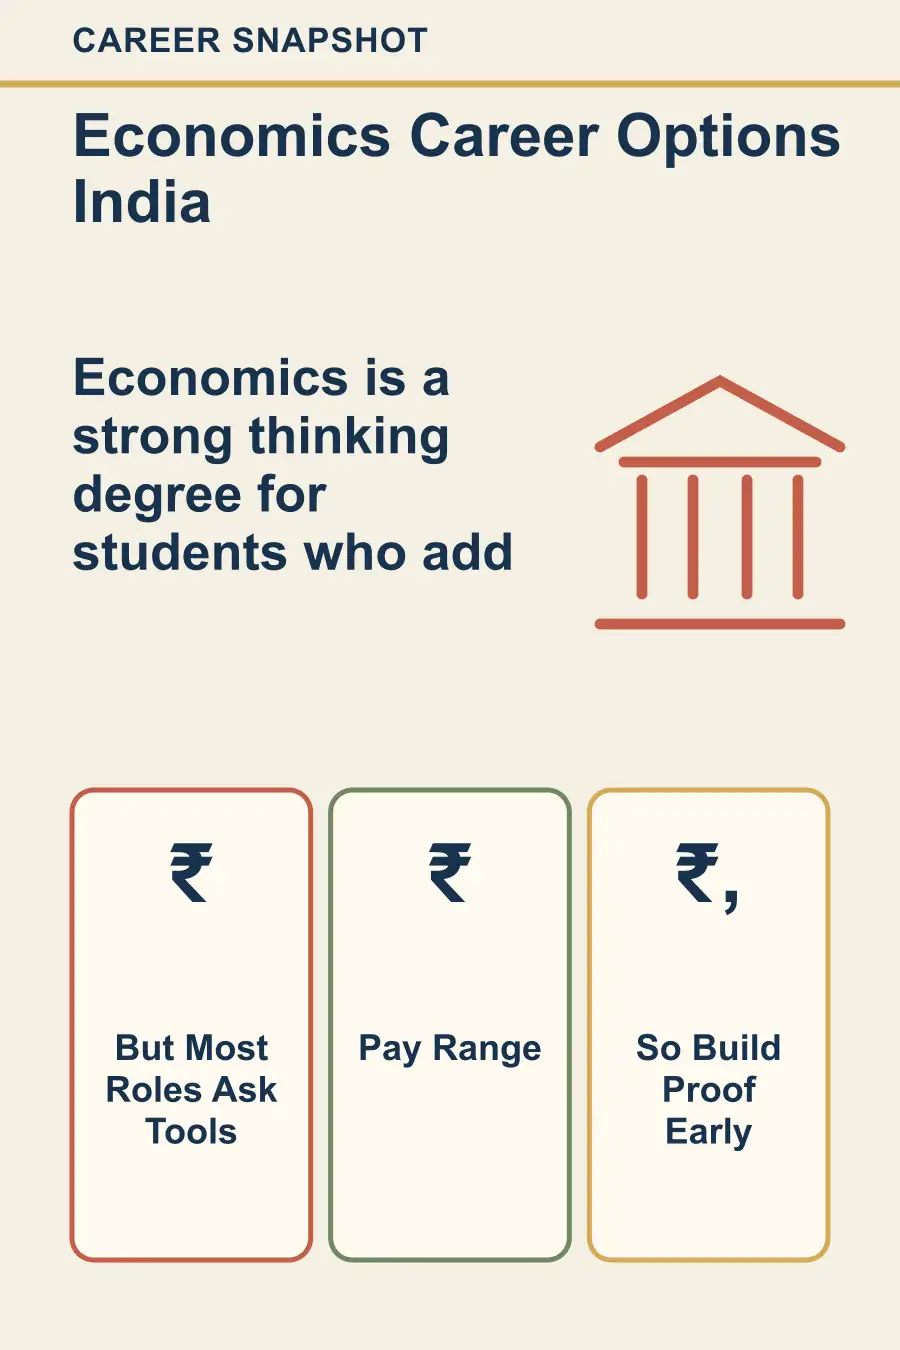 CAREER SNAPSHOT
Economics Career Options
India
Economics is a
strong thinking
degree for
students who add
₹
But Most
Roles Ask
Tools
₹
Pay Range
₹,
So Build
Proof
Early